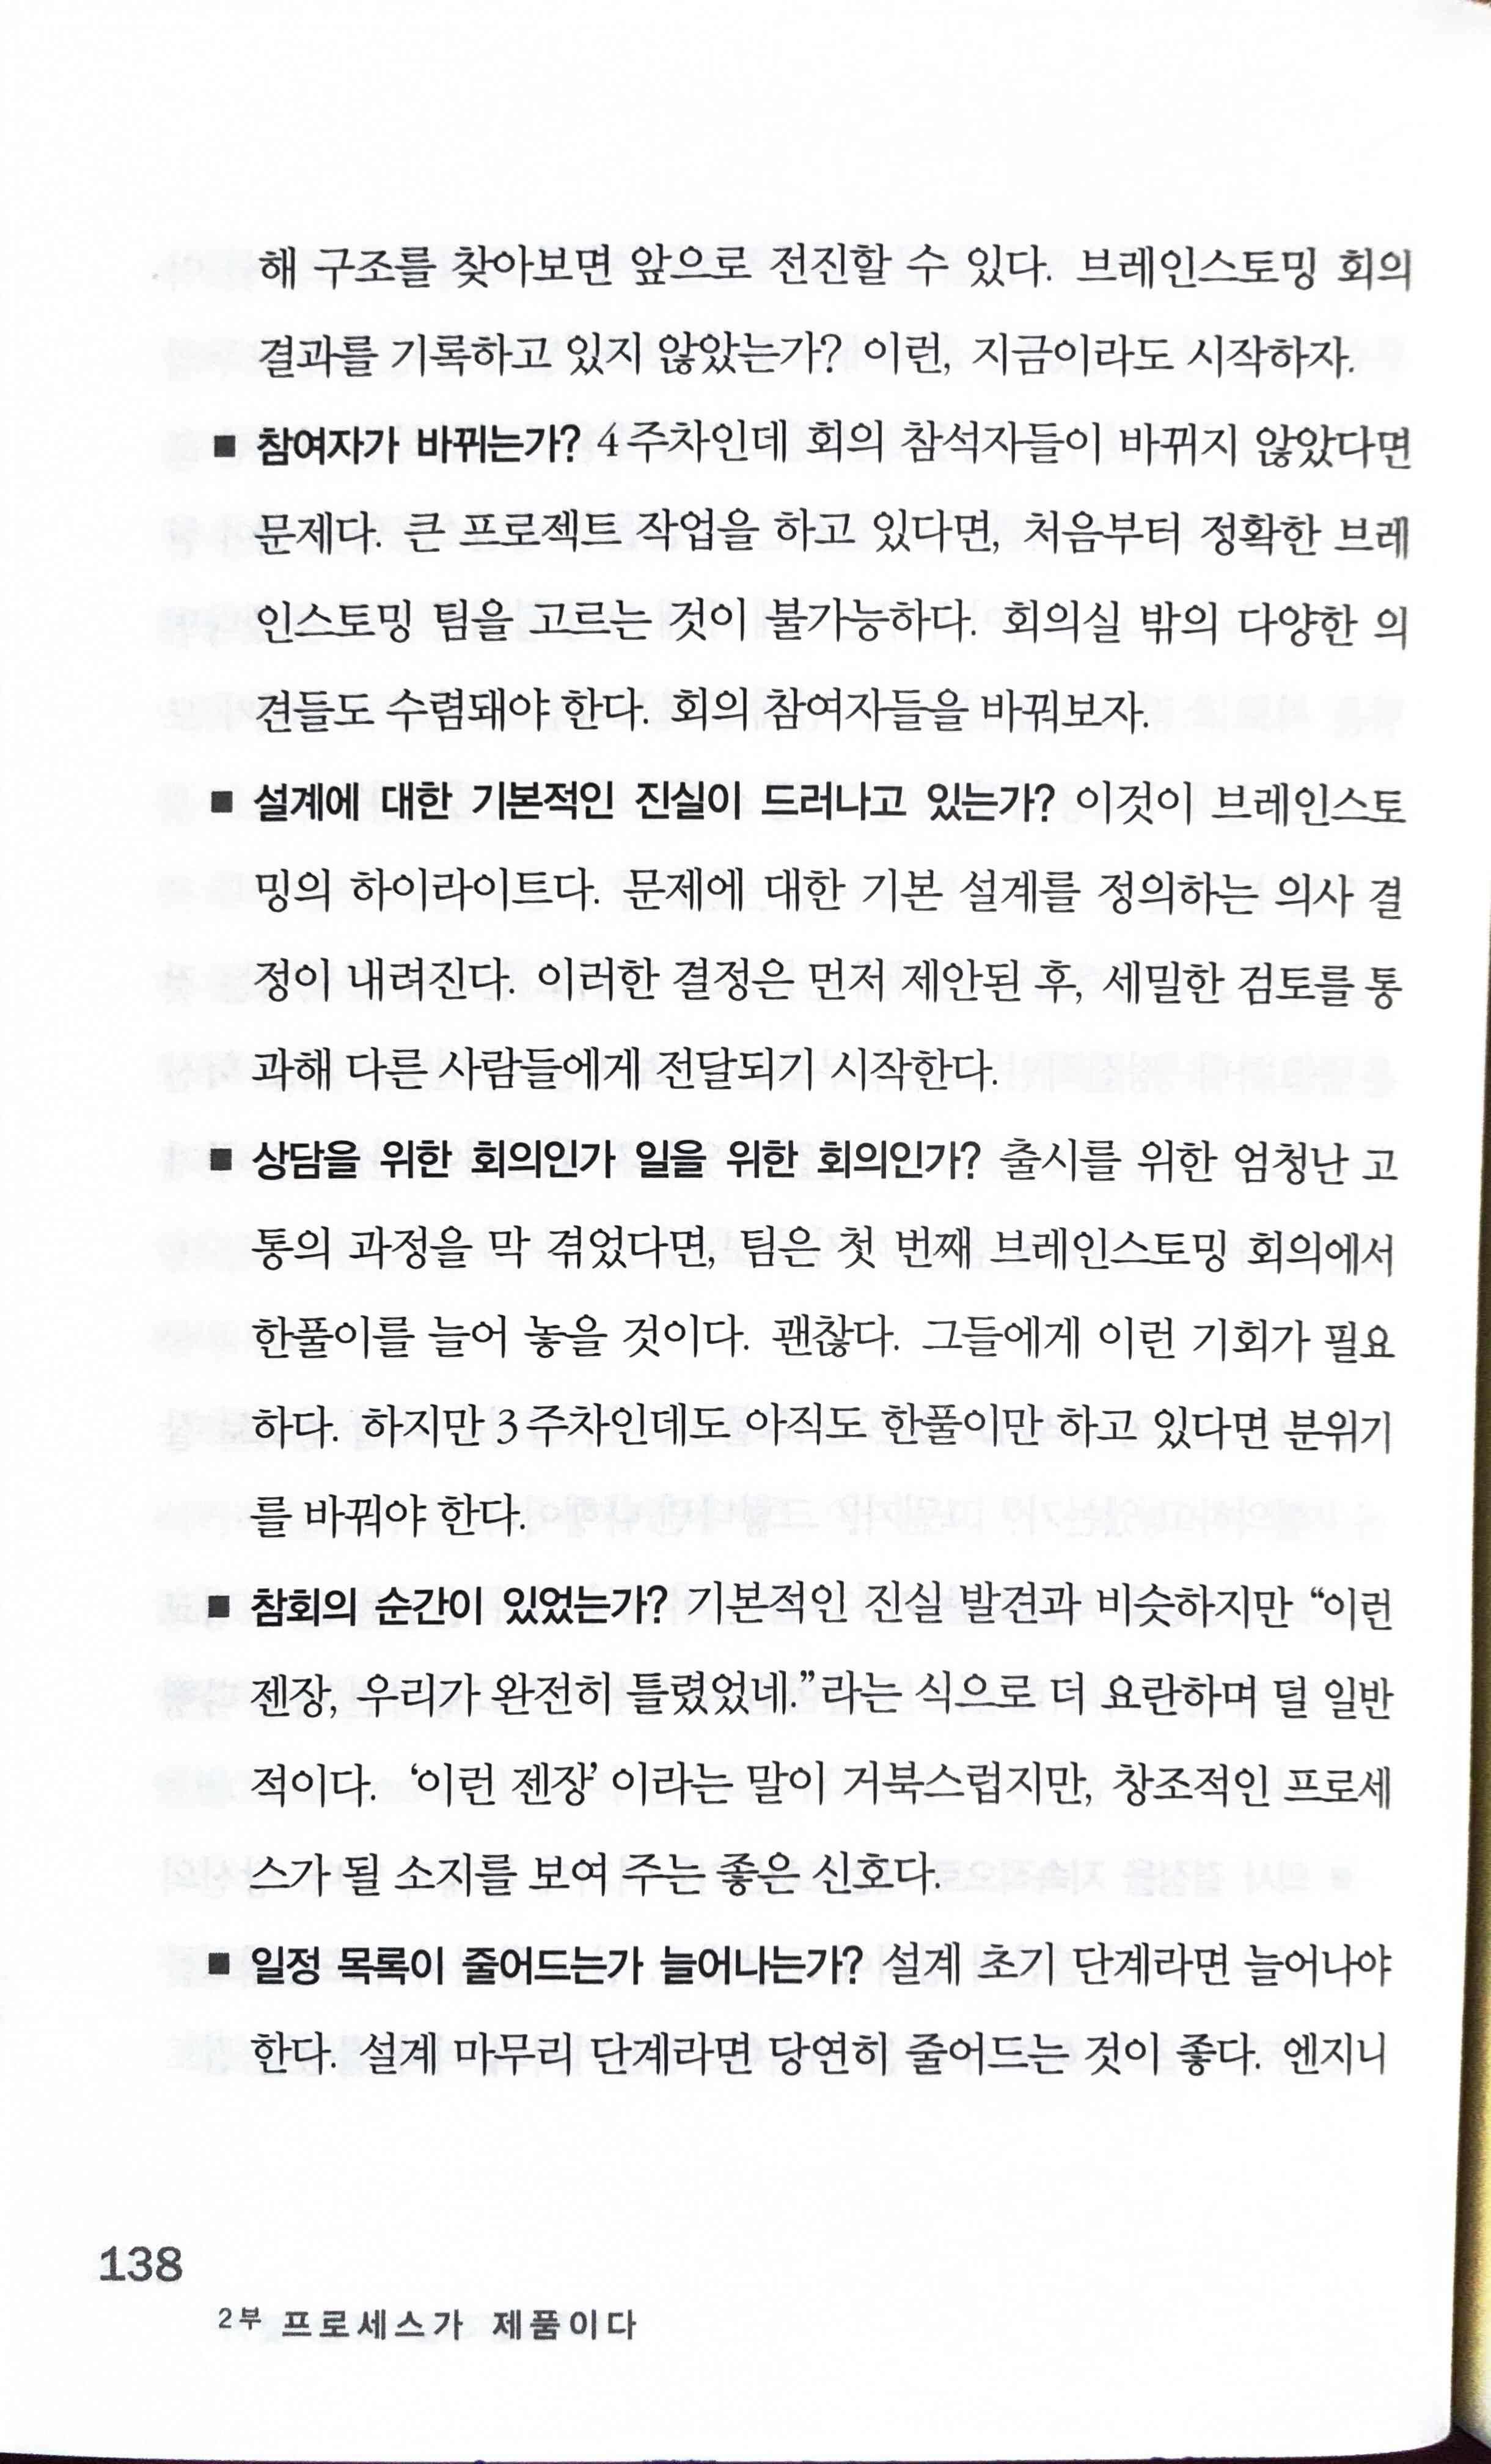 해 구조를 찾아보면 앞으로 전진할 수 있다. 브레인스토밍 회의
결과를 기록하고 있지 않았는가? 이런, 지금이라도 시작하자.
■ 참여자가 바뀌는가? 4주차인데 회의 참석자들이 바뀌지 않았다면
문제다. 큰 프로젝트 작업을 하고 있다면, 처음부터 정확한 브레
인스토밍 팀을 고르는 것이 불가능하다. 회의실 밖의 다양한 의
견들도 수렴돼야 한다. 회의 참여자들을 바꿔보자.
■ 설계에 대한 기본적인 진실이 드러나고 있는가? 이것이 브레인스토
밍의 하이라이트다. 문제에 대한 기본 설계를 정의하는 의사 결
정이 내려진다. 이러한 결정은 먼저 제안된 후, 세밀한 검토를 통
과해 다른 사람들에게 전달되기 시작한다.
■ 상담을 위한 회의인가 일을 위한 회의인가? 출시를 위한 엄청난 고
통의 과정을 막 겪었다면, 팀은 첫 번째 브레인스토밍 회의에서
한풀이를 늘어 놓을 것이다. 괜찮다. 그들에게 이런 기회가 필요
하다. 하지만 3주차인데도 아직도 한풀이만 하고 있다면 분위기
를 바꿔야 한다.
■ 참회의 순간이 있었는가? 기본적인 진실 발견과 비슷하지만 “이런
젠장, 우리가 완전히 틀렸었네.”라는 식으로 더 요란하며 덜 일반
적이다. ‘이런 젠장’이라는 말이 거북스럽지만, 창조적인 프로세
스가 될 소지를 보여 주는 좋은 신호다.
■ 일정 목록이 줄어드는가 늘어나는가? 설계 초기 단계라면 늘어나야
한다. 설계 마무리 단계라면 당연히 줄어드는 것이 좋다. 엔지니
138
2부 프로세스가 제품이다